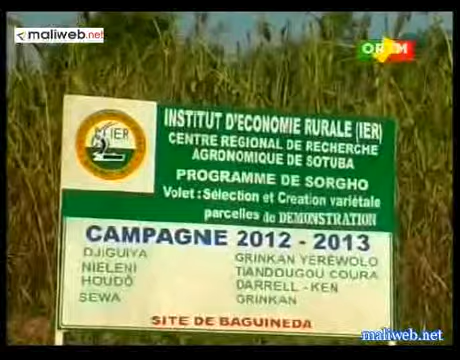 maliweb.net
ORTM
IER
INSTITUT D'ECONOMIE RURALE (IER)
CENTRE REGIONAL DE RECHERCHE
AGRONOMIQUE DE SOTUBA
PROGRAMME DE SORGHO
Volet : Sélection et Creation variétale
parcelles de DEMONSTRATION
CAMPAGNE 2012 - 2013
DJIGUIYA GRINKAN YEREWOLO
NIELENI TIANDOUGOU COURA
HOUDÔ DARRELL - KEN
SEWA GRINKAN
SITE DE BAGUINEDA
maliweb.net